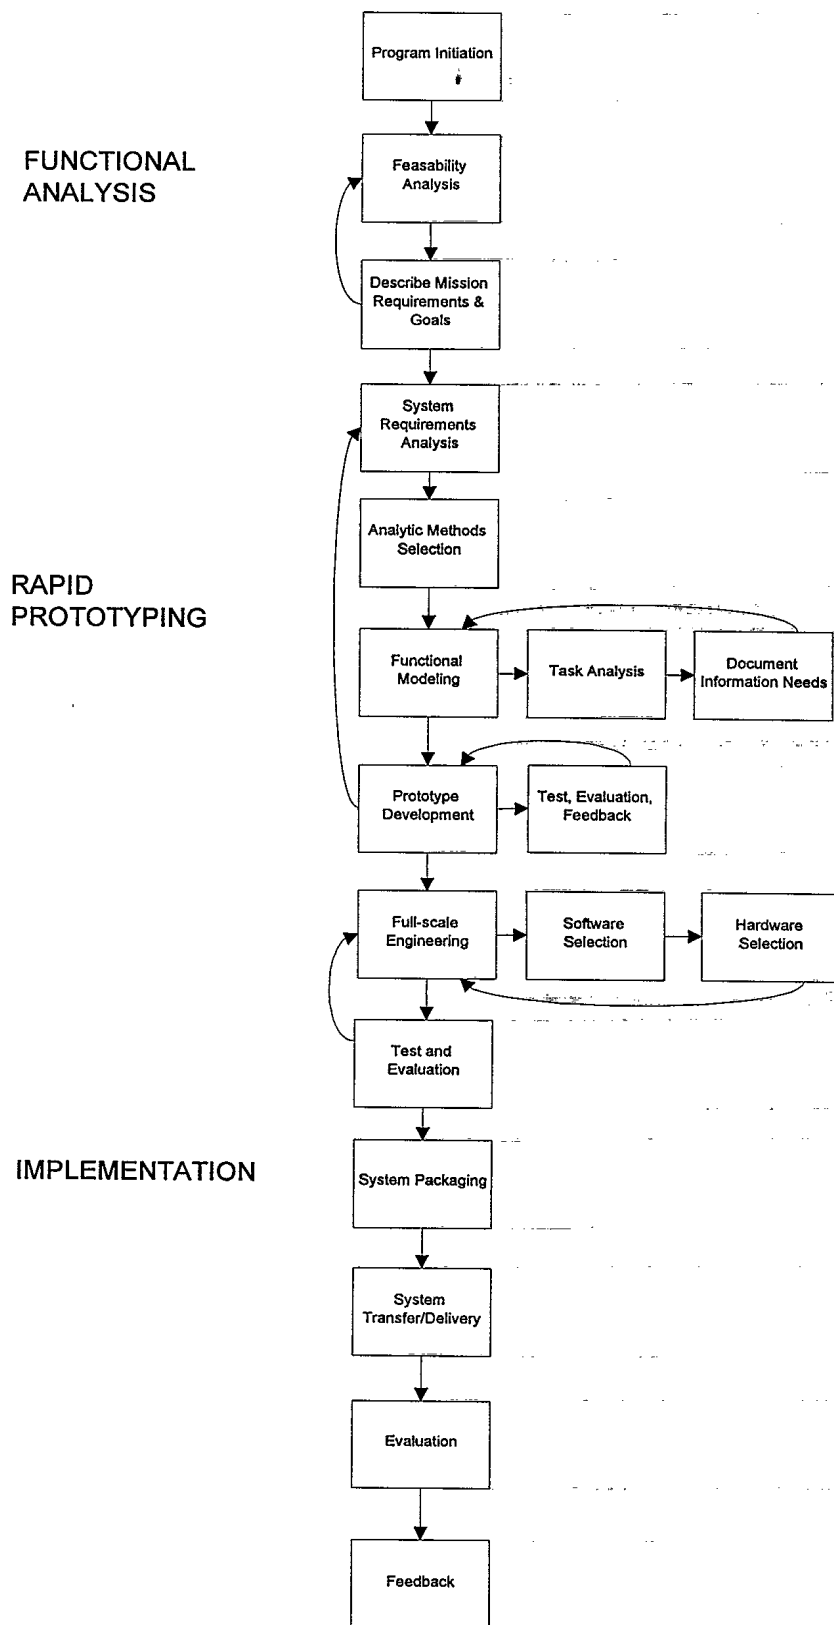 Program Initiation
FUNCTIONAL
ANALYSIS
Feasability
Analysis
Describe Mission
Requirements &
Goals
System
Requirements
Analysis
Analytic Methods
Selection
RAPID
PROTOTYPING
Functional
Modeling
Task Analysis
Document
Information Needs
Prototype
Development
Test, Evaluation,
Feedback
Full-scale
Engineering
Software
Selection
Hardware
Selection
Test and
Evaluation
IMPLEMENTATION
System Packaging
System
Transfer/Delivery
Evaluation
Feedback